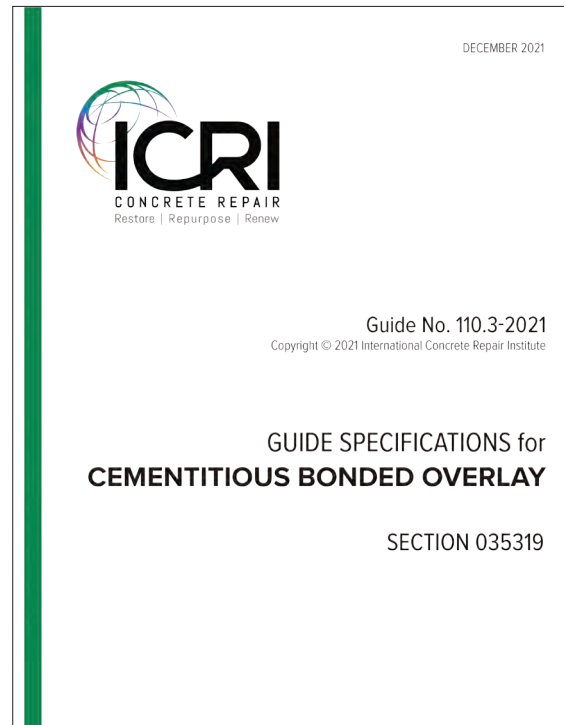 DECEMBER 2021
ICRI
CONCRETE REPAIR
Restore | Repurpose | Renew
Guide No. 110.3-2021
Copyright © 2021 International Concrete Repair Institute
GUIDE SPECIFICATIONS for
CEMENTITIOUS BONDED OVERLAY
SECTION 035319